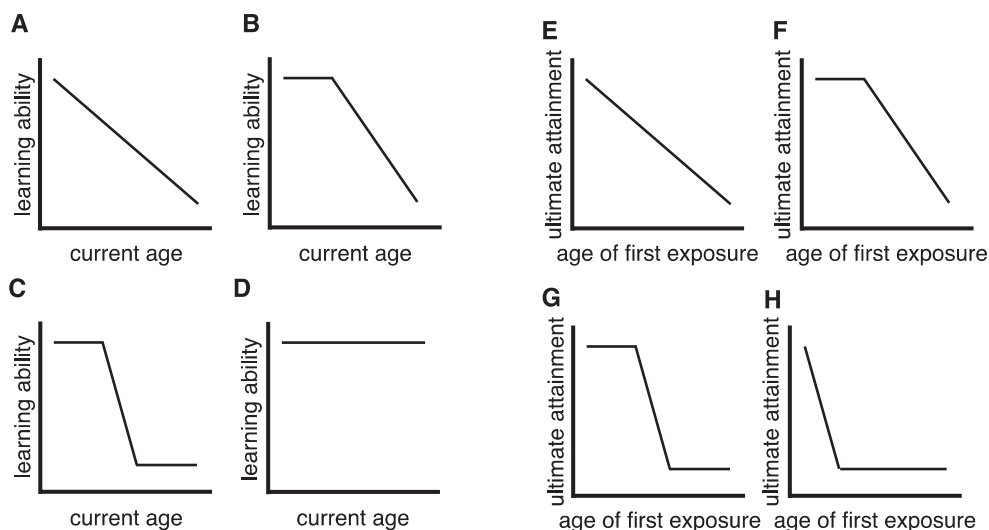 A
learning ability
current age
B
learning ability
current age
E
ultimate attainment
age of first exposure
F
ultimate attainment
age of first exposure
C
learning ability
current age
D
learning ability
current age
G
ultimate attainment
age of first exposure
H
ultimate attainment
age of first exposure